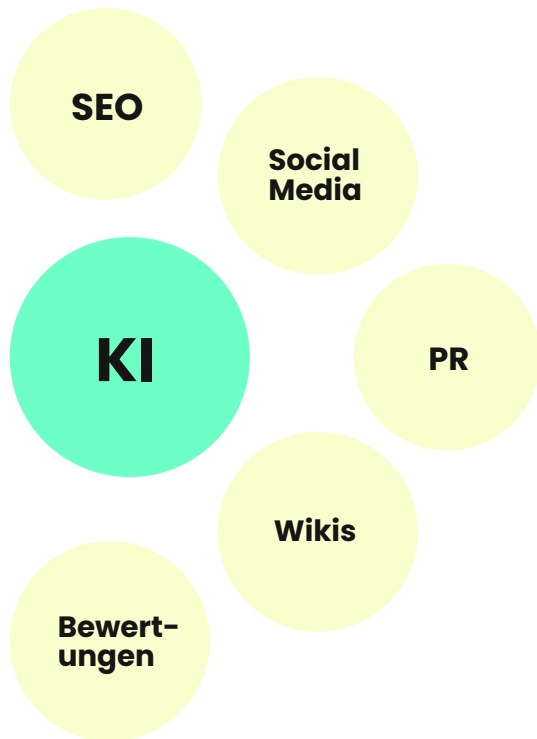 SEO
Social
Media
KI
PR
Wikis
Bewert-
ungen